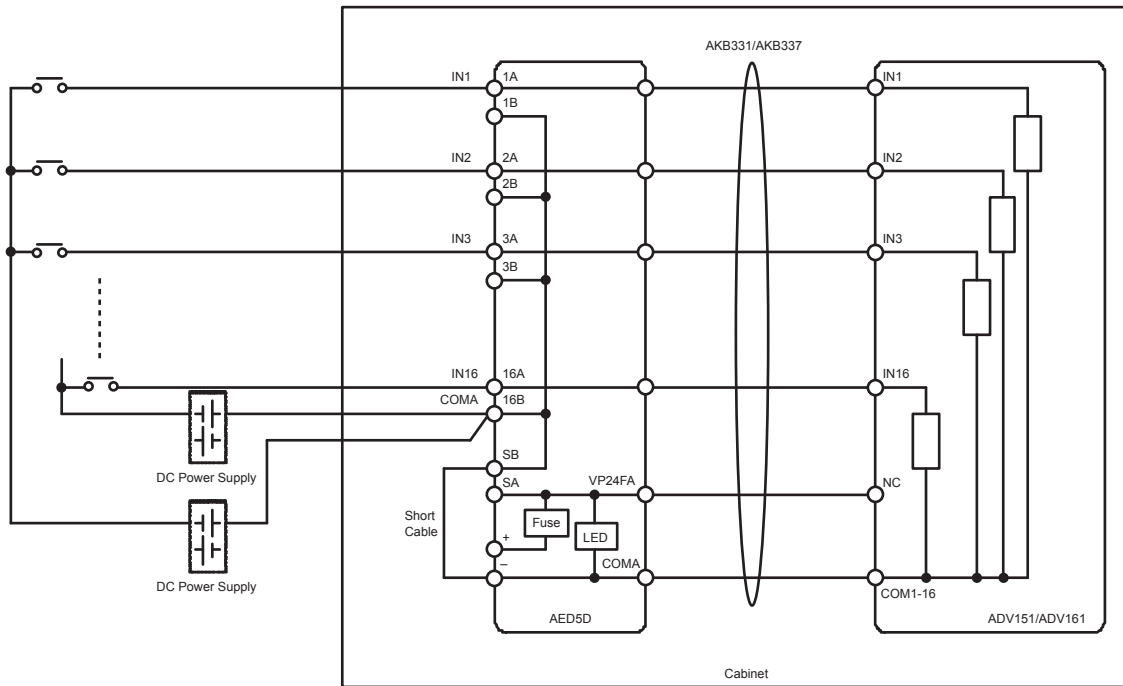 AKB331/AKB337
IN1 1A IN1
1B
IN2 2A IN2
2B
IN3 3A IN3
3B
IN16 16A IN16
COMA 16B
SB
DC Power Supply
SA VP24FA NC
Short
Cable
Fuse
LED
+
–
COMA
DC Power Supply
COM1-16
AED5D
ADV151/ADV161
Cabinet